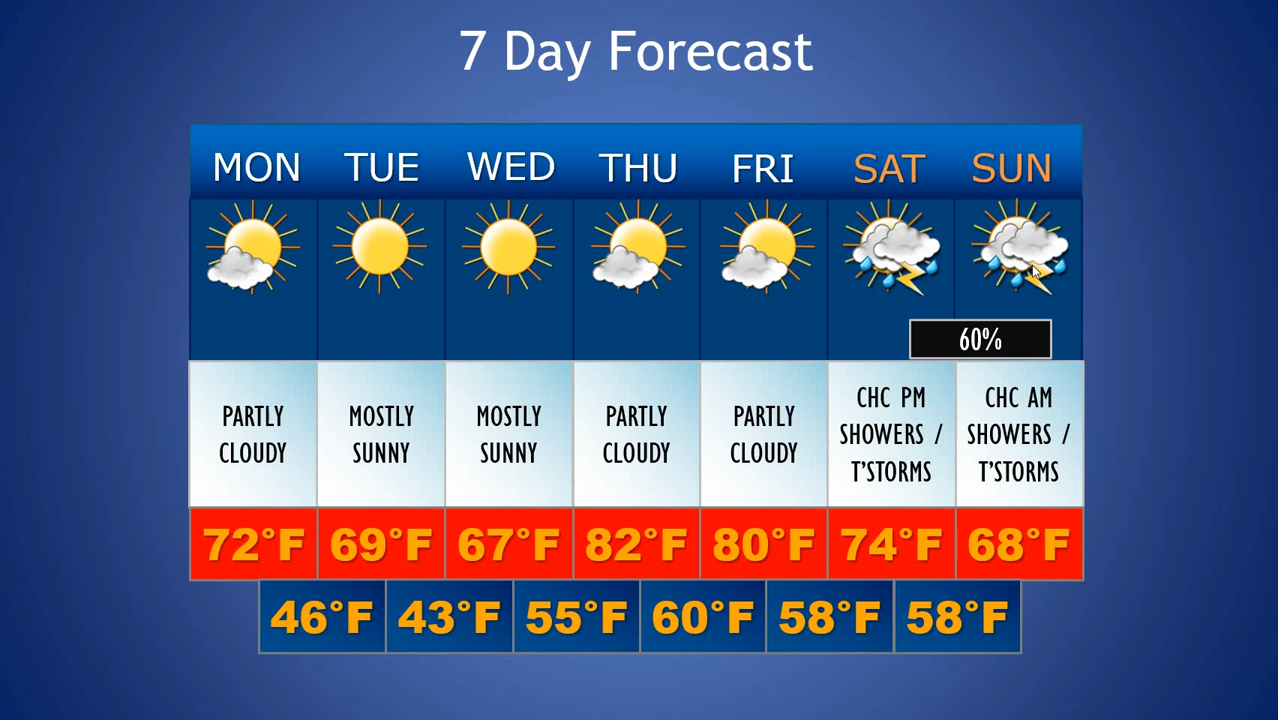 7 Day Forecast
MON TUE WED THU FRI SAT SUN
60%
PARTLY
CLOUDY
MOSTLY
SUNNY
MOSTLY
SUNNY
PARTLY
CLOUDY
PARTLY
CLOUDY
CHC PM
SHOWERS /
T'STORMS
CHC AM
SHOWERS /
T'STORMS
72°F 69°F 67°F 82°F 80°F 74°F 68°F
46°F 43°F 55°F 60°F 58°F 58°F